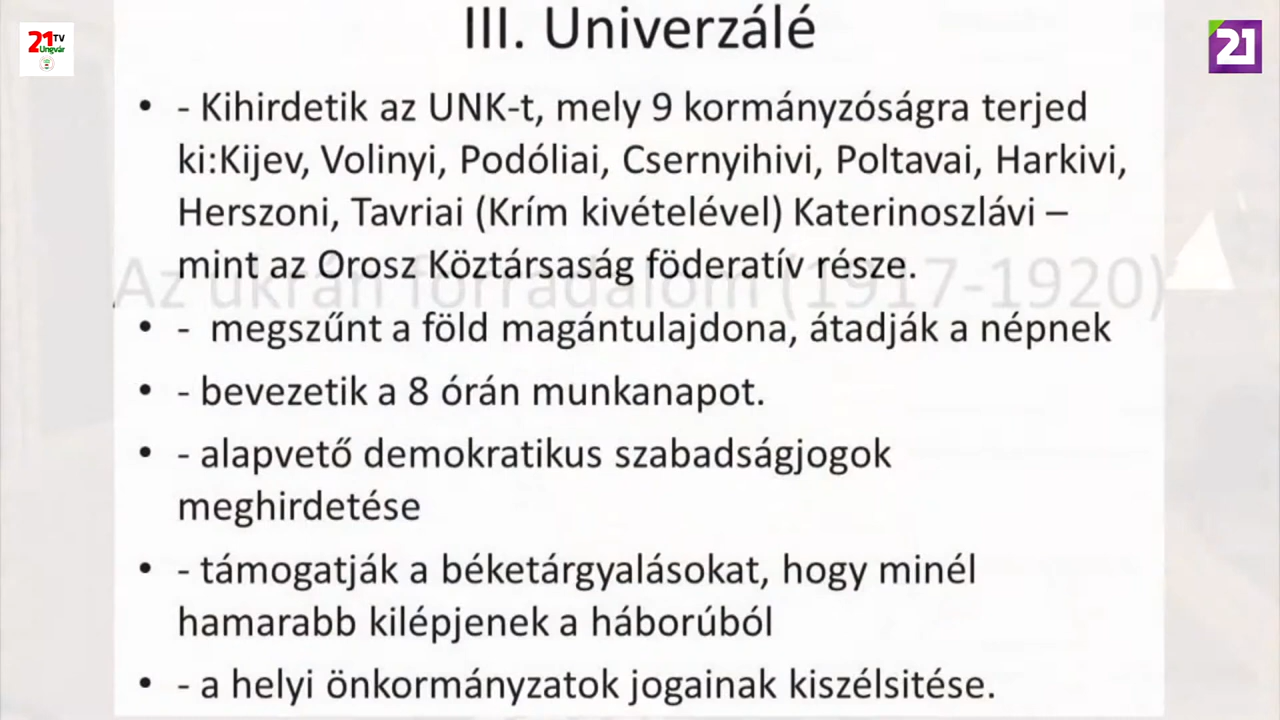 21 TV
Ungvár
21
III. Univerzálé
• - Kihirdetik az UNK-t, mely 9 kormányzóságra terjed
ki:Kijev, Volinyi, Podóliai, Csernyihivi, Poltavai, Harkivi,
Herszoni, Tavriai (Krím kivételével) Katerinoszlávi –
mint az Orosz Köztársaság föderatív része.
Az ukrán forradalom (1917-1920)
• - megszűnt a föld magántulajdona, átadják a népnek
• - bevezetik a 8 órán munkanapot.
• - alapvető demokratikus szabadságjogok
meghirdetése
• - támogatják a béketárgyalásokat, hogy minél
hamarabb kilépjenek a háborúból
• - a helyi önkormányzatok jogainak kiszélsitése.